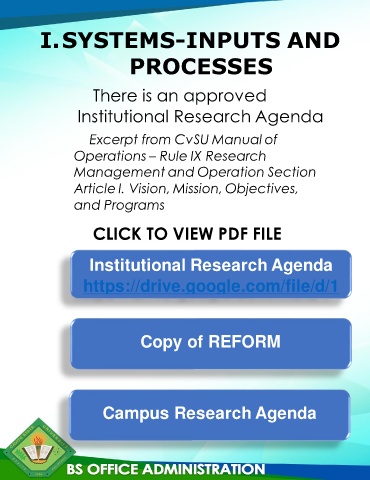 I. SYSTEMS-INPUTS AND
PROCESSES
There is an approved
Institutional Research Agenda
Excerpt from CvSU Manual of
Operations – Rule IX Research
Management and Operation Section
Article I. Vision, Mission, Objectives,
and Programs
CLICK TO VIEW PDF FILE
Institutional Research Agenda
https://drive.google.com/file/d/1
Copy of REFORM
Campus Research Agenda
BS OFFICE ADMINISTRATION